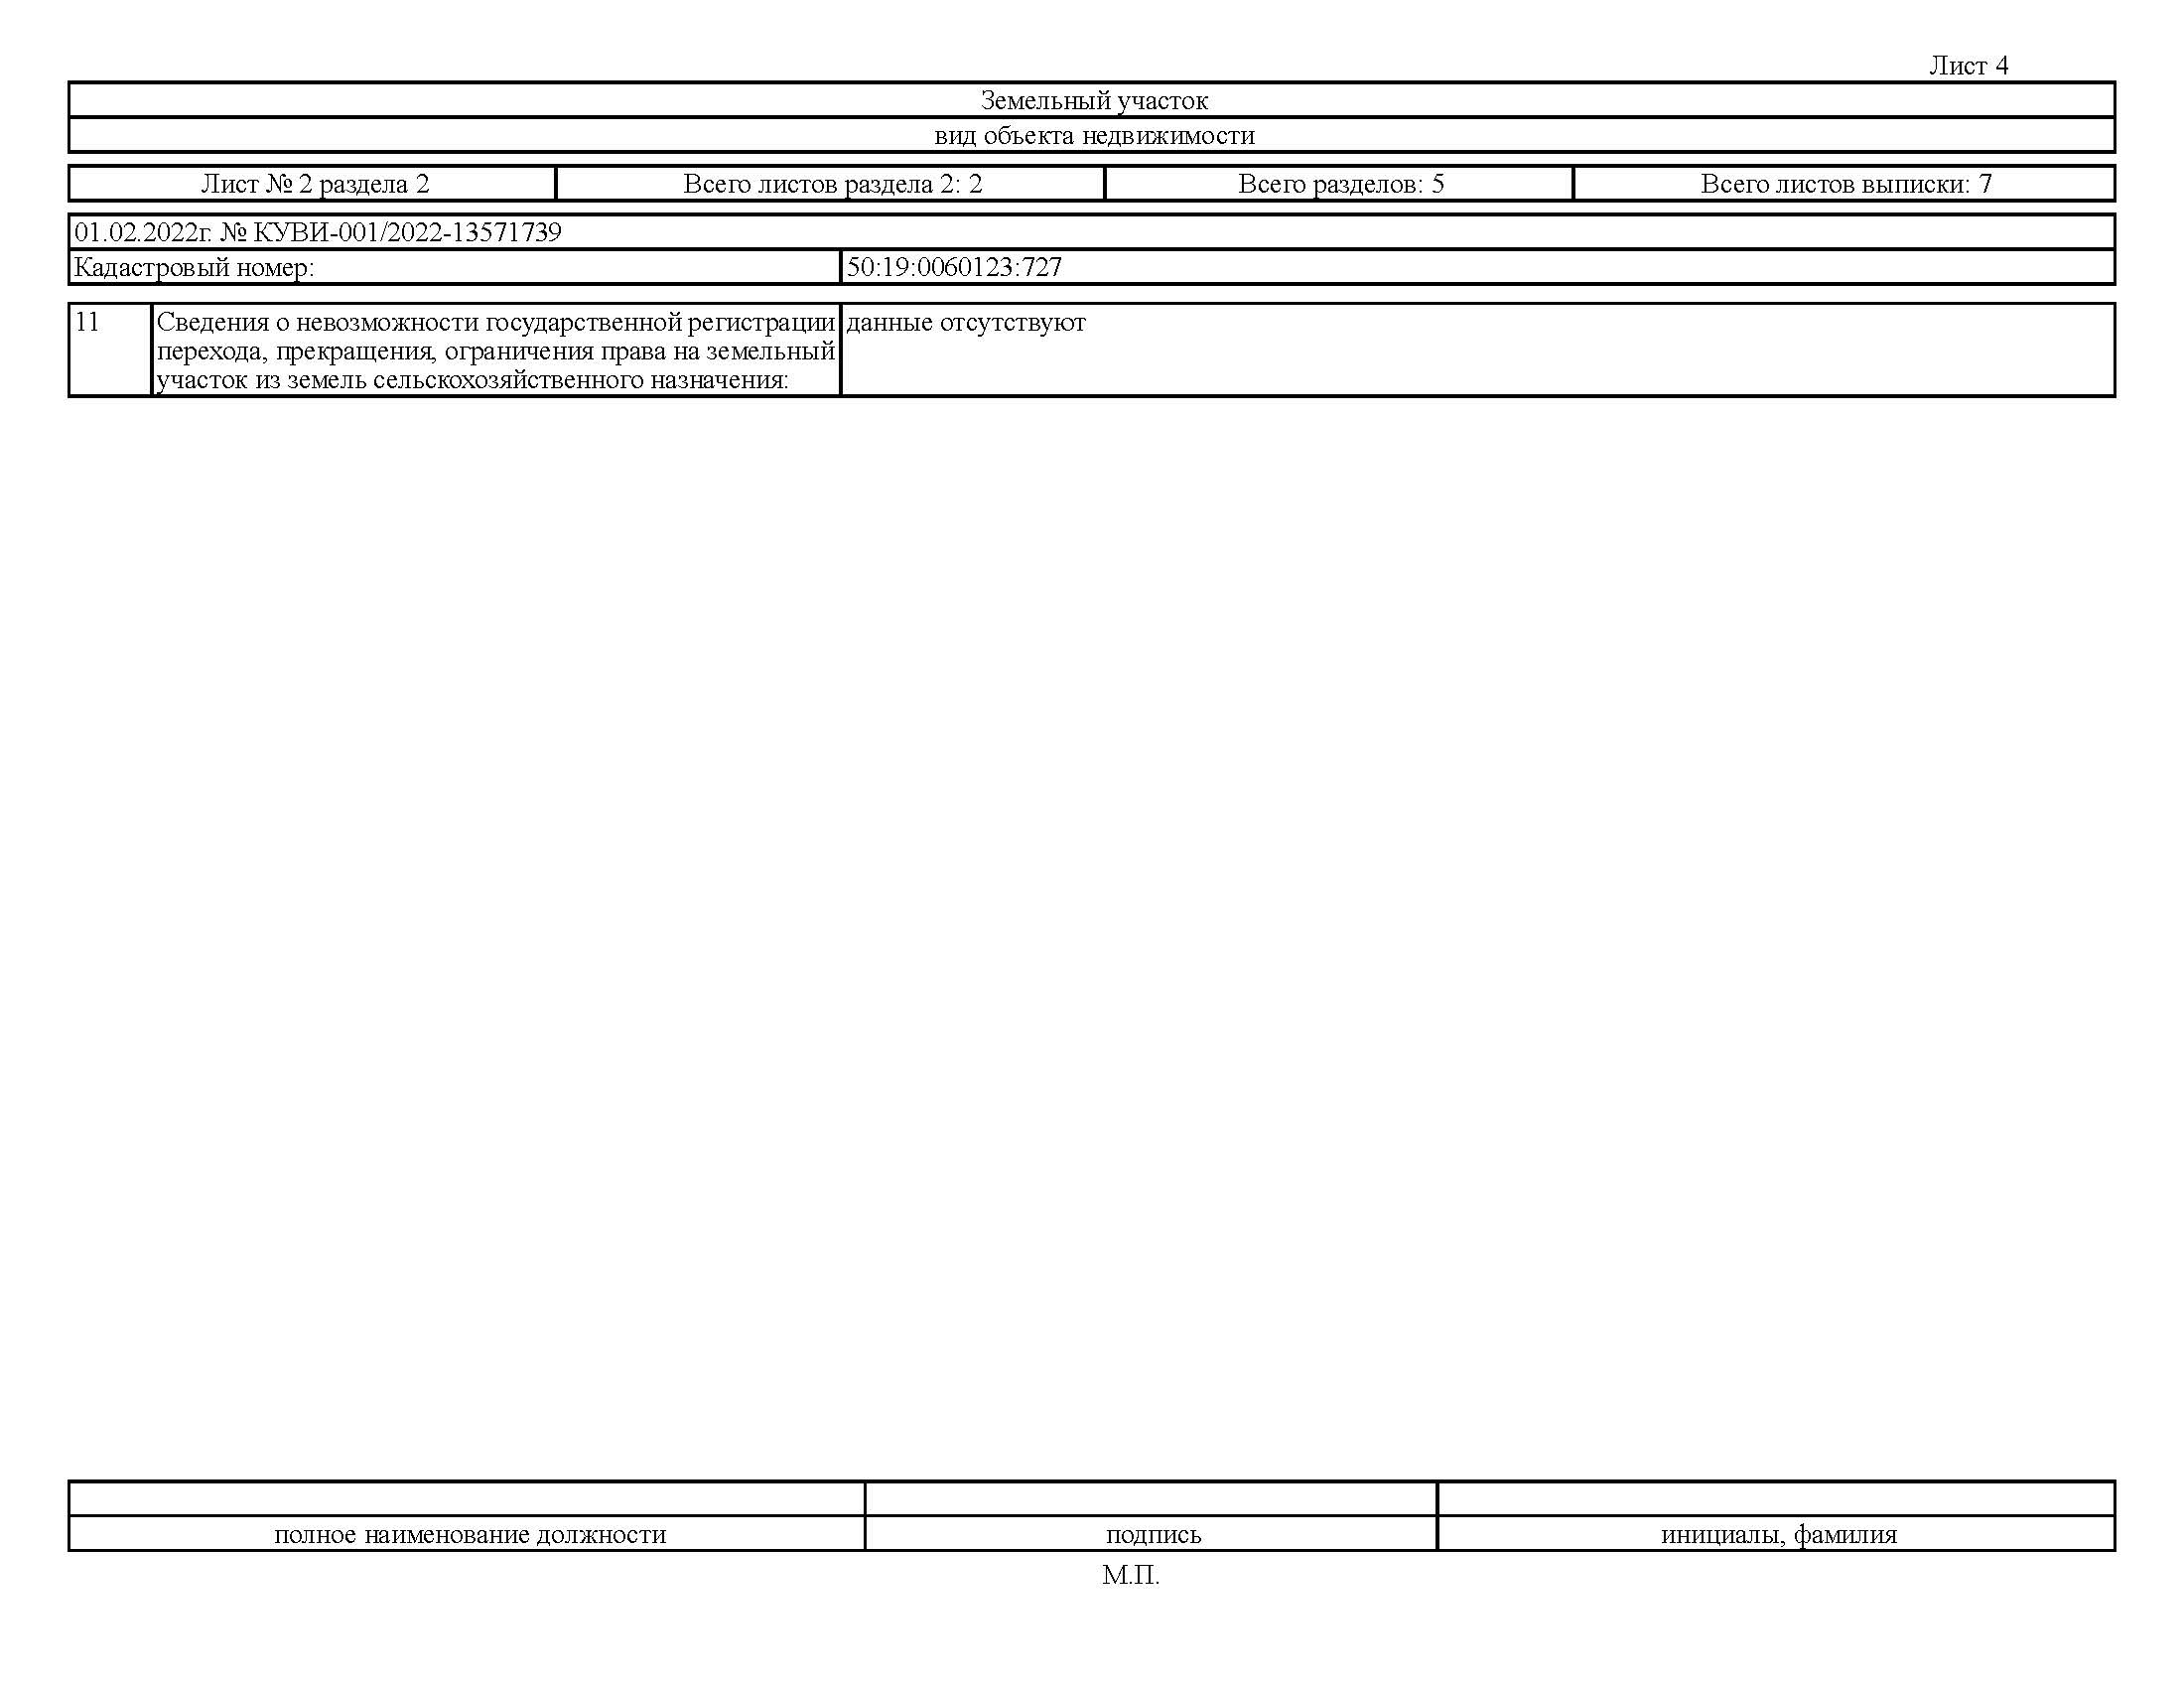 Лист 4
Земельный участок
вид объекта недвижимости
Лист № 2 раздела 2 Всего листов раздела 2: 2 Всего разделов: 5 Всего листов выписки: 7
01.02.2022г. № КУВИ-001/2022-13571739
Кадастровый номер: 50:19:0060123:727
11 Сведения о невозможности государственной регистрации данные отсутствуют
перехода, прекращения, ограничения права на земельный
участок из земель сельскохозяйственного назначения:
полное наименование должности подпись инициалы, фамилия
М.П.